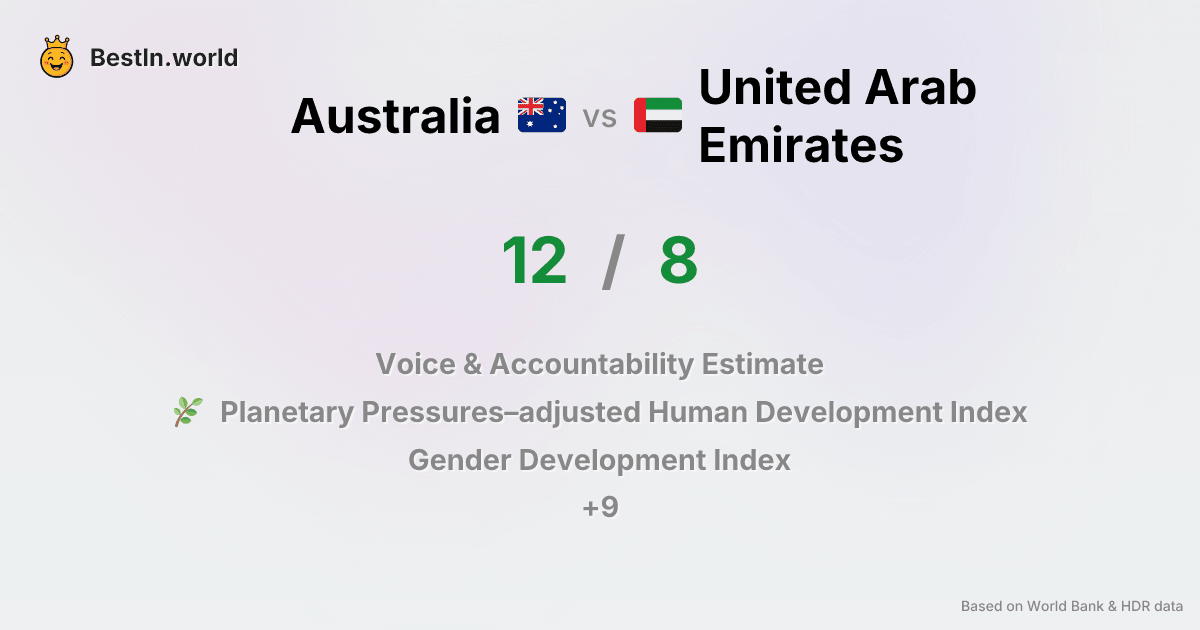 BestIn.world
Australia vs United Arab
Emirates
12 / 8
Voice & Accountability Estimate
Planetary Pressures–adjusted Human Development Index
Gender Development Index
+9
Based on World Bank & HDR data